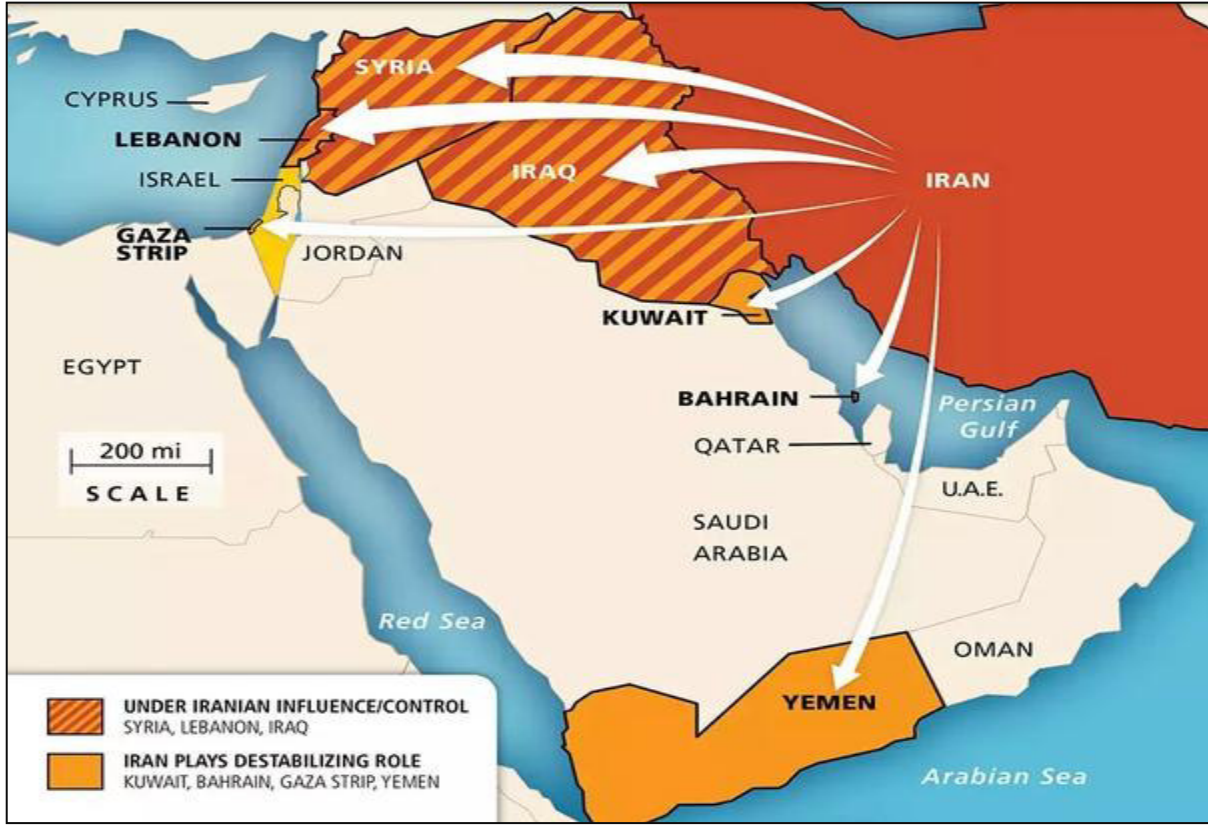 SYRIA
CYPRUS
LEBANON
ISRAEL
IRAQ
IRAN
GAZA
STRIP
JORDAN
KUWAIT
EGYPT
BAHRAIN
Persian
Gulf
QATAR
200 mi
SCALE
U.A.E.
SAUDI
ARABIA
Red Sea
OMAN
YEMEN
UNDER IRANIAN INFLUENCE/CONTROL
SYRIA, LEBANON, IRAQ
IRAN PLAYS DESTABILIZING ROLE
KUWAIT, BAHRAIN, GAZA STRIP, YEMEN
Arabian Sea